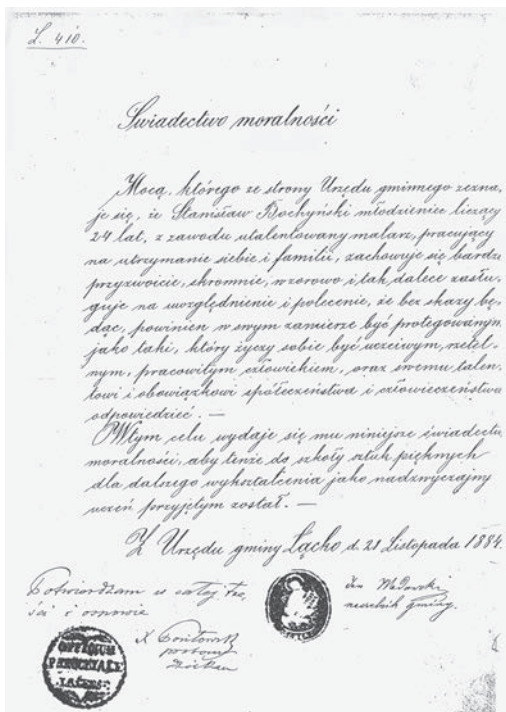 L. 410.
Świadectwo moralności
Mocą, którego ze strony Urzędu gminnego zezna-
je się, że Stanisław Bochyński młodzieniec liczący
24 lat, z zawodu utalentowany malarz, pracujący
na utrzymanie siebie i familii, zachowuje się bardzo
przyzwoicie, skromnie, wzorowo i tak dalece zasłu-
guje na uwzględnienie i polecenie, że bez skazy bę-
dąc, powinien w swym zamierze być protegowanym
jako taki, który życzy sobie być uczciwym, rzetel-
nym, pracowitym człowiekiem, oraz swemu talen-
towi i obowiązkowi społeczeństwa i człowieczeństwa
odpowiedzieć. —
W tym celu wydaje się mu niniejsze świadectwo
moralności, aby tenże do szkoły sztuk pięknych
dla dalszego wykształcenia jako nadzwyczajny
uczeń przyjętym został. —
Z Urzędu gminy Łącko d. 21 Listopada 1884.
Potwierdzam w całej tre-
ści i osnowie
X.
naczelnik gminy.
OFFICIUM
PAROCHIALE